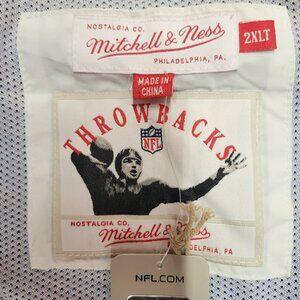 NOSTALGIA CO.
Mitchell & Ness
PHILADELPHIA, PA.
2XLT
MADE IN
CHINA
THROWBACKS
NFL
NOSTALGIA CO.
Mitchell & Ness
DELPHIA, PA
NFL.COM